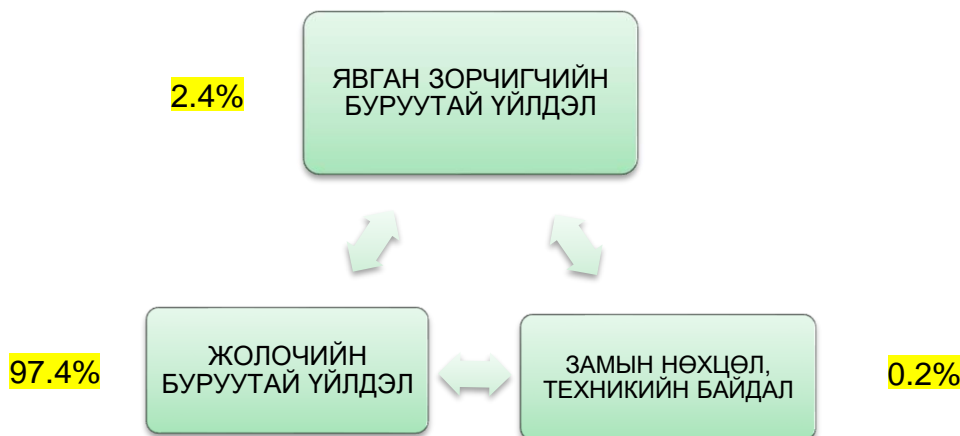 ЯВГАН ЗОРЧИГЧИЙН
БУРУУТАЙ ҮЙЛДЭЛ
2.4%
97.4%
ЖОЛОЧИЙН
БУРУУТАЙ ҮЙЛДЭЛ
ЗАМЫН НӨХЦӨЛ,
ТЕХНИКИЙН БАЙДАЛ
0.2%